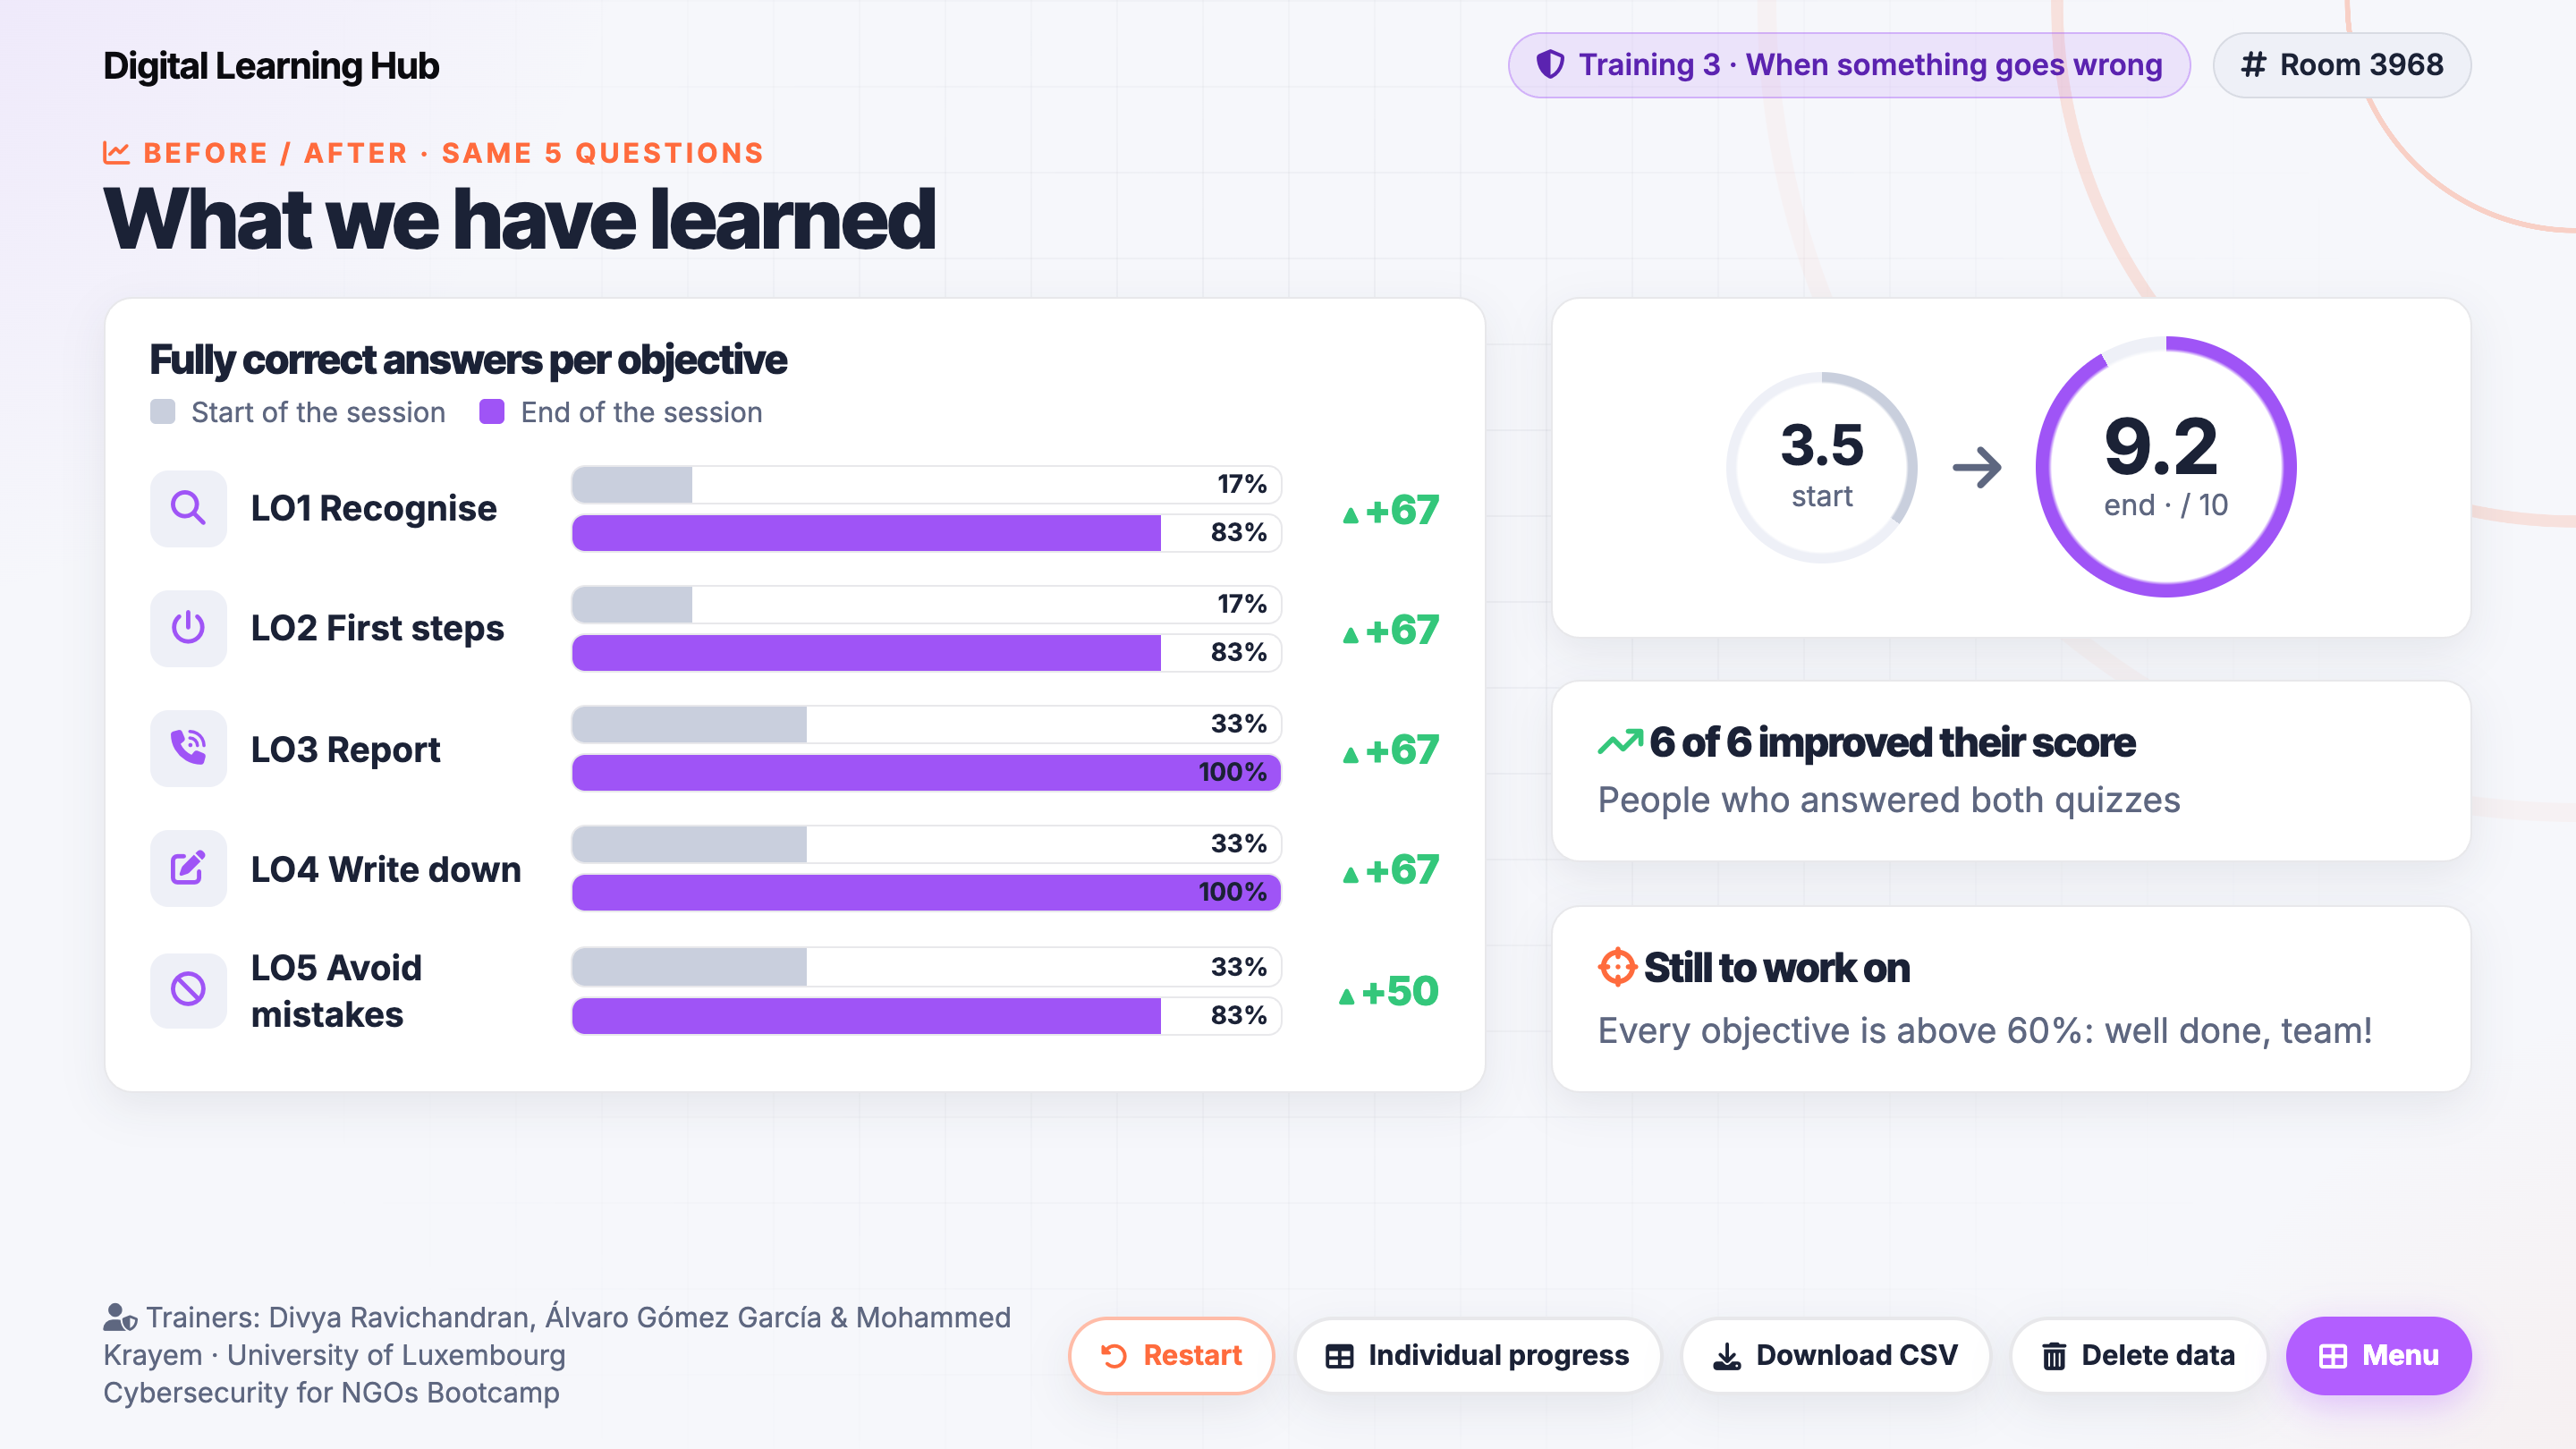 Digital Learning Hub
Training 3 · When something goes wrong
# Room 3968
BEFORE / AFTER · SAME 5 QUESTIONS
What we have learned
Fully correct answers per objective
Start of the session
End of the session
LO1 Recognise
17%
83%
▲+67
LO2 First steps
17%
83%
▲+67
LO3 Report
33%
100%
▲+67
LO4 Write down
33%
100%
▲+67
LO5 Avoid
mistakes
33%
83%
▲+50
3.5
start
9.2
end · / 10
6 of 6 improved their score
People who answered both quizzes
Still to work on
Every objective is above 60%: well done, team!
Trainers: Divya Ravichandran, Álvaro Gómez García & Mohammed
Krayem · University of Luxembourg
Cybersecurity for NGOs Bootcamp
Restart
Individual progress
Download CSV
Delete data
Menu